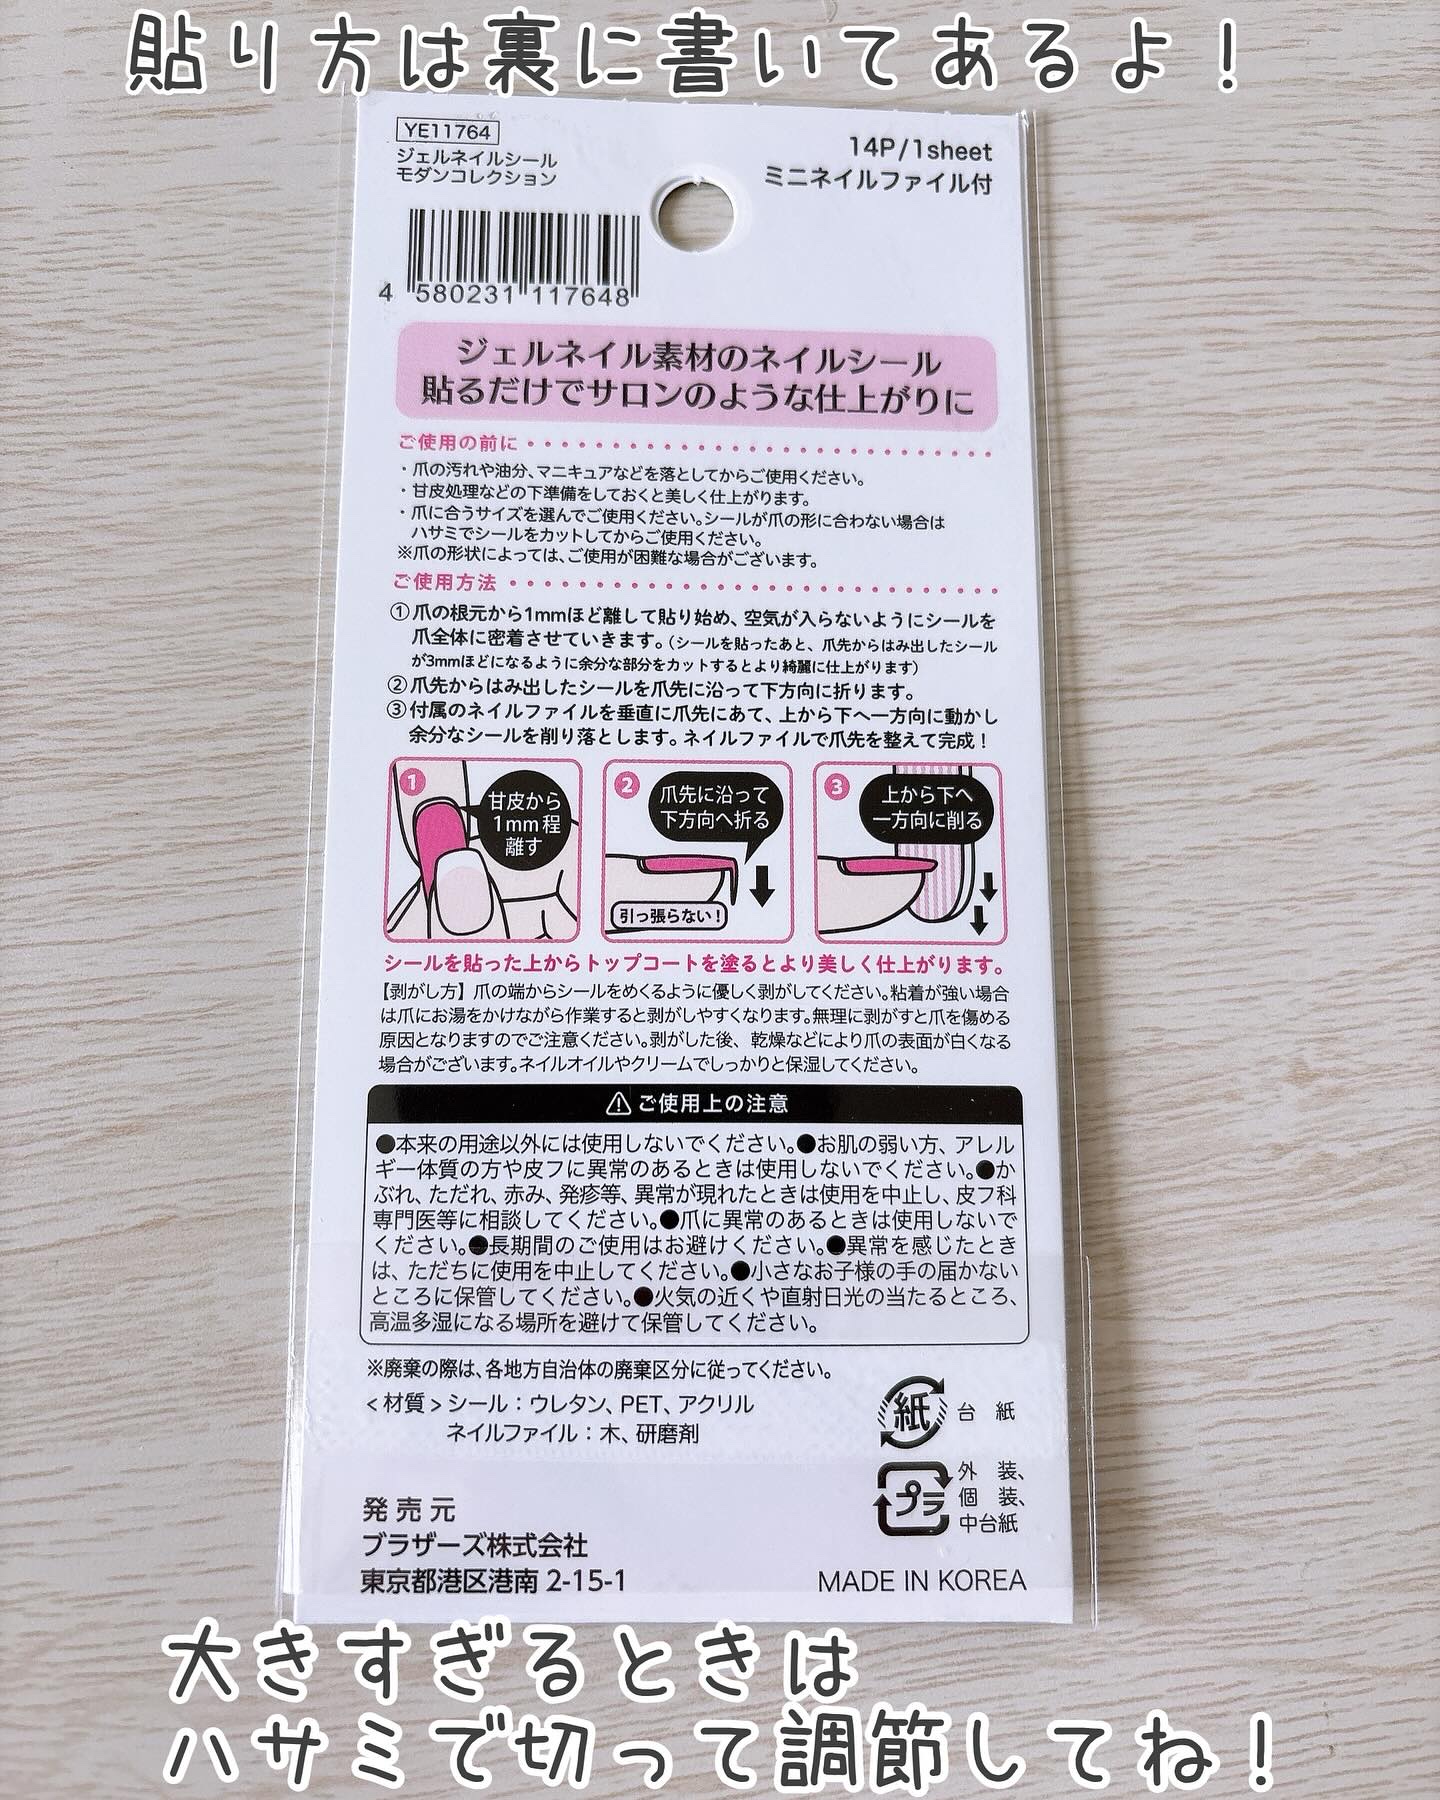 貼り方は裏に書いてあるよ！
YE11764
ジェルネイルシール
モダンコレクション
14P/1sheet
ミニネイルファイル付
4 580231 117648
ジェルネイル素材のネイルシール
貼るだけでサロンのような仕上がりに
ご使用の前に
・爪の汚れや油分、マニキュアなどを落としてからご使用ください。
・甘皮処理などの下準備をしておくと美しく仕上がります。
・爪に合うサイズを選んでご使用ください。シールが爪の形に合わない場合は
ハサミでシールをカットしてからご使用ください。
※爪の形状によっては、ご使用が困難な場合がございます。
ご使用方法
①爪の根元から1mmほど離して貼り始め、空気が入らないようにシールを
爪全体に密着させていきます。(シールを貼ったあと、爪先からはみ出したシール
が3mmほどになるように余分な部分をカットするとより綺麗に仕上がります)
②爪先からはみ出したシールを爪先に沿って下方向に折ります。
③付属のネイルファイルを垂直に爪先にあて、上から下へ一方向に動かし
余分なシールを削り落とします。ネイルファイルで爪先を整えて完成！
1
甘皮から
1mm程
離す
2
爪先に沿って
下方向へ折る
引っ張らない！
3
上から下へ
一方向に削る
シールを貼った上からトップコートを塗るとより美しく仕上がります。
【剥がし方】爪の端からシールをめくるように優しく剥がしてください。粘着が強い場合
は爪にお湯をかけながら作業すると剥がしやすくなります。無理に剥がすと爪を傷める
原因となりますのでご注意ください。剥がした後、乾燥などにより爪の表面が白くなる
場合がございます。ネイルオイルやクリームでしっかりと保湿してください。
⚠ご使用上の注意
●本来の用途以外には使用しないでください。●お肌の弱い方、アレル
ギー体質の方や皮フに異常のあるときは使用しないでください。●か
ぶれ、ただれ、赤み、発疹等、異常が現れたときは使用を中止し、皮フ科
専門医等に相談してください。●爪に異常のあるときは使用しないで
ください。●長期間のご使用はお避けください。●異常を感じたとき
は、ただちに使用を中止してください。●小さなお子様の手の届かない
ところに保管してください。●火気の近くや直射日光の当たるところ、
高温多湿になる場所を避けて保管してください。
※廃棄の際は、各地方自治体の廃棄区分に従ってください。
<材質>シール：ウレタン、PET、アクリル
ネイルファイル：木、研磨剤
紙 台 紙
プラ 外 装、
個 装、
中台紙
発売元
ブラザーズ株式会社
東京都港区港南 2-15-1
MADE IN KOREA
大きすぎるときは
ハサミで切って調節してね！